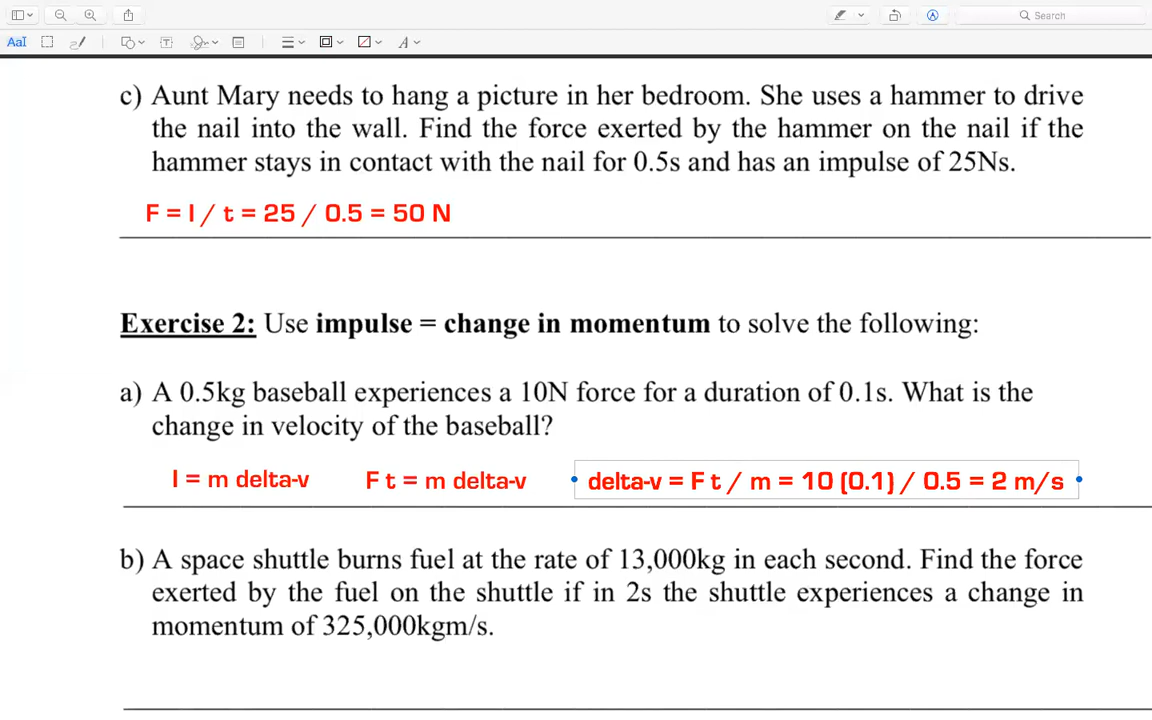 Search
AaI
T
A
c) Aunt Mary needs to hang a picture in her bedroom. She uses a hammer to drive
the nail into the wall. Find the force exerted by the hammer on the nail if the
hammer stays in contact with the nail for 0.5s and has an impulse of 25Ns.
F = I / t = 25 / 0.5 = 50 N
Exercise 2: Use impulse = change in momentum to solve the following:
a) A 0.5kg baseball experiences a 10N force for a duration of 0.1s. What is the
change in velocity of the baseball?
I = m delta-v F t = m delta-v delta-v = F t / m = 10 (0.1) / 0.5 = 2 m/s
b) A space shuttle burns fuel at the rate of 13,000kg in each second. Find the force
exerted by the fuel on the shuttle if in 2s the shuttle experiences a change in
momentum of 325,000kgm/s.